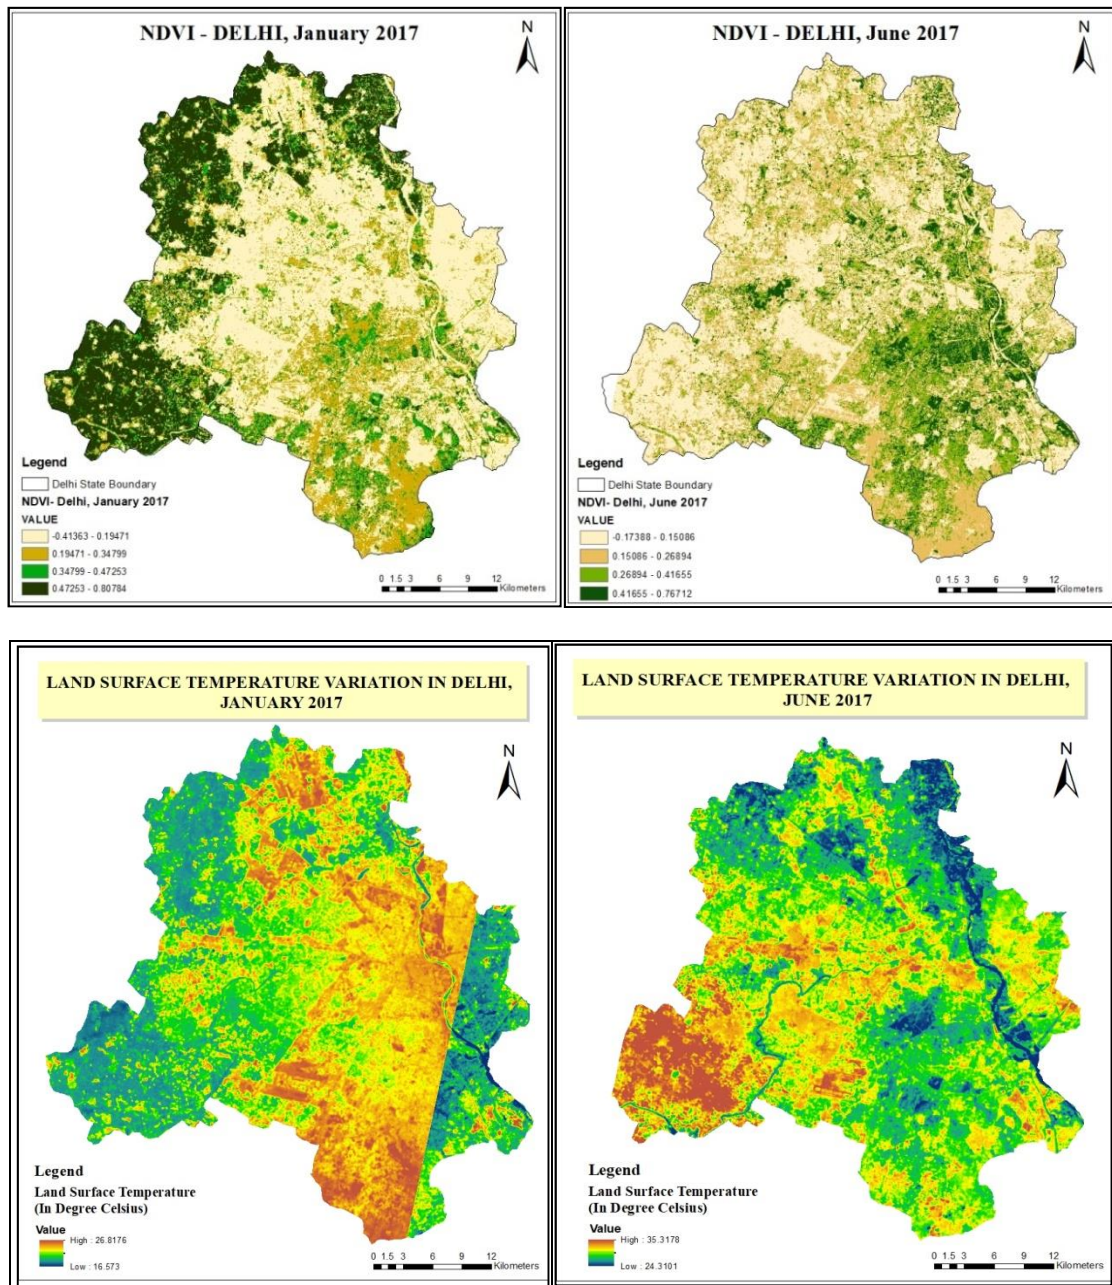 NDVI - DELHI, January 2017
N
Legend
Delhi State Boundary
NDVI- Delhi, January 2017
VALUE
-0.41363 - 0.19471
0.19471 - 0.34799
0.34799 - 0.47253
0.47253 - 0.80784
0 1.5 3 6 9 12
Kilometers
NDVI - DELHI, June 2017
N
Legend
Delhi State Boundary
NDVI- Delhi, June 2017
VALUE
-0.17388 - 0.15086
0.15086 - 0.26894
0.26894 - 0.41655
0.41655 - 0.76712
0 1.5 3 6 9 12
Kilometers
LAND SURFACE TEMPERATURE VARIATION IN DELHI,
JANUARY 2017
N
Legend
Land Surface Temperature
(In Degree Celsius)
Value
High : 26.8176
Low : 16.573
0 1.5 3 6 9 12
Kilometers
LAND SURFACE TEMPERATURE VARIATION IN DELHI,
JUNE 2017
N
Legend
Land Surface Temperature
(In Degree Celsius)
Value
High : 35.3178
Low : 24.3101
0 1.5 3 6 9 12
Kilometers